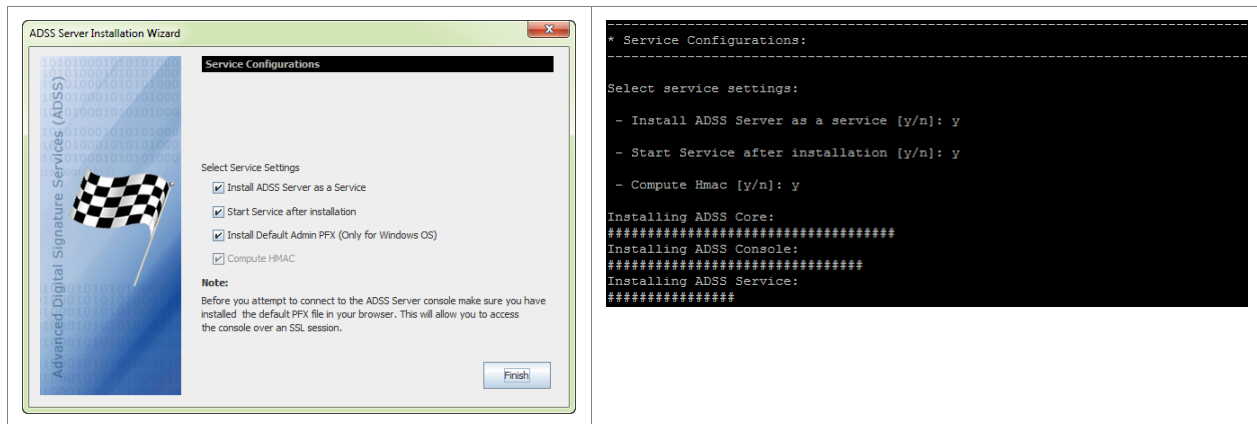 ADSS Server Installation Wizard
Advanced Digital Signature Services (ADSS)
Service Configurations
Select Service Settings
Install ADSS Server as a Service
Start Service after installation
Install Default Admin PFX (Only for Windows OS)
Compute HMAC
Note:
Before you attempt to connect to the ADSS Server console make sure you have
installed the default PFX file in your browser. This will allow you to access
the console over an SSL session.
Finish
--------------------------------------------------------------------------------
* Service Configurations:
--------------------------------------------------------------------------------
Select service settings:
- Install ADSS Server as a service [y/n]: y
- Start Service after installation [y/n]: y
- Compute Hmac [y/n]: y
Installing ADSS Core:
####################################
Installing ADSS Console:
################################
Installing ADSS Service:
################